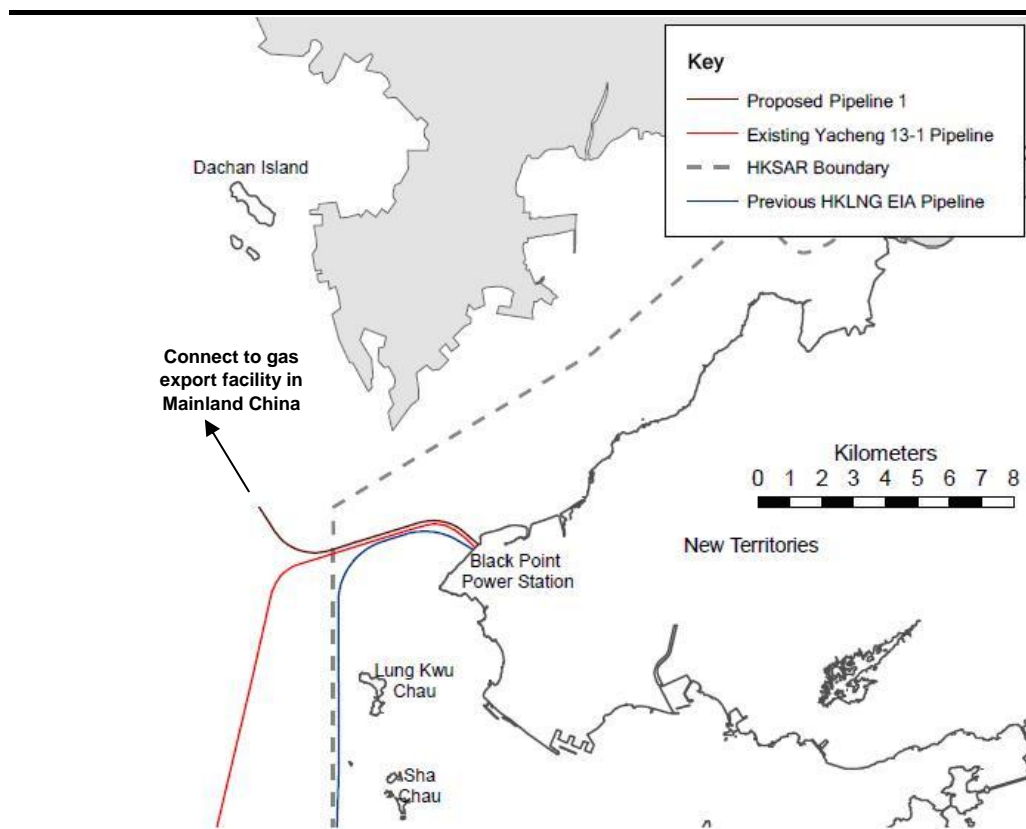 Key
Proposed Pipeline 1
Existing Yacheng 13-1 Pipeline
HKSAR Boundary
Previous HKLNG EIA Pipeline
Dachan Island
Connect to gas
export facility in
Mainland China
Kilometers
0 1 2 3 4 5 6 7 8
New Territories
Black Point
Power Station
Lung Kwu
Chau
Sha
Chau